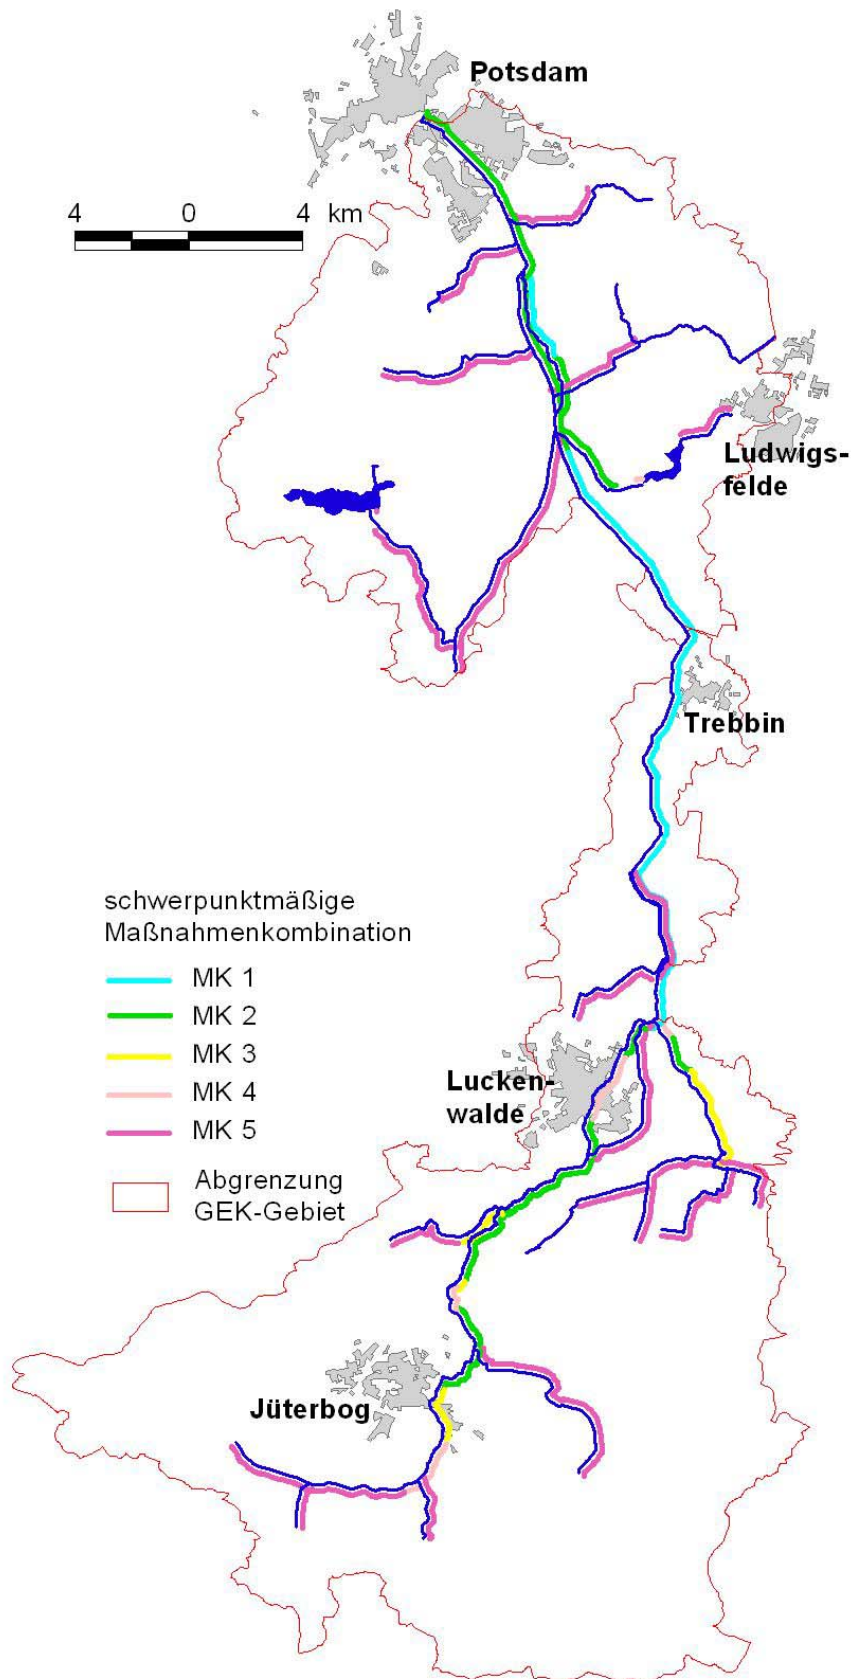 Potsdam
4 0 4 km
Ludwigs-
felde
Trebbin
schwerpunktmäßige
Maßnahmenkombination
MK 1
MK 2
MK 3
MK 4
MK 5
Abgrenzung
GEK-Gebiet
Lucken-
walde
Jüterbog